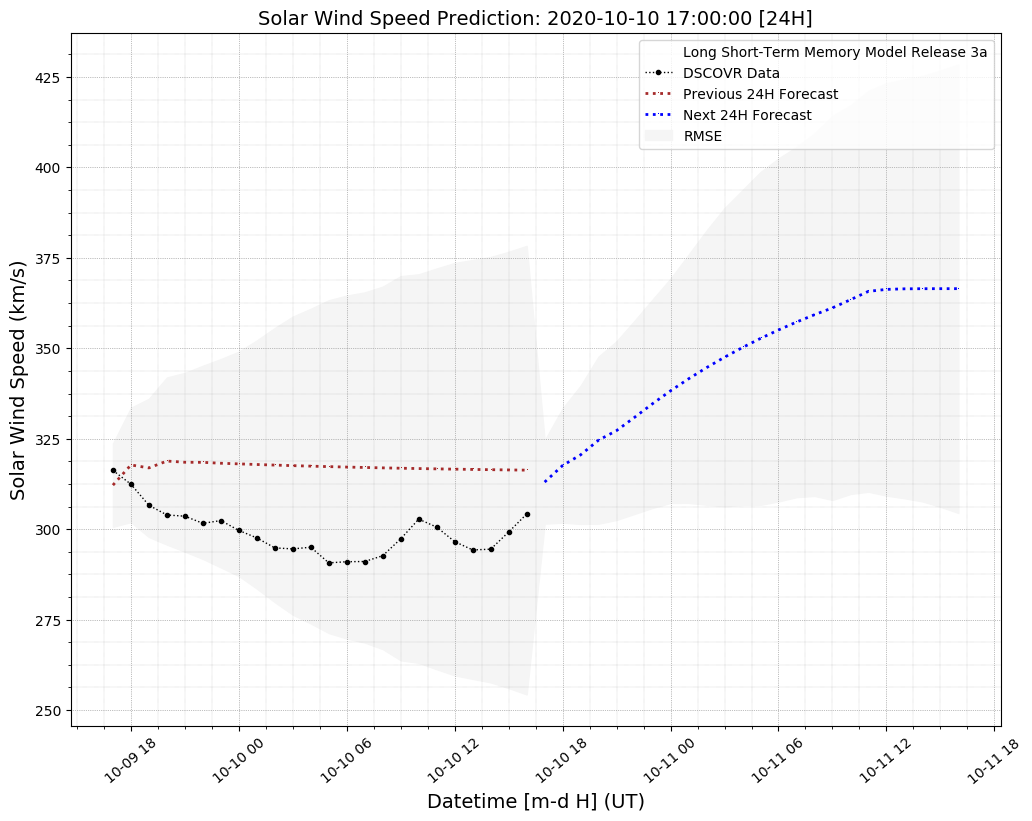 Solar Wind Speed Prediction: 2020-10-10 17:00:00 [24H]
Long Short-Term Memory Model Release 3a
DSCOVR Data
Previous 24H Forecast
Next 24H Forecast
RMSE
Solar Wind Speed (km/s)
425
400
375
350
325
300
275
250
10-09 18
10-10 00
10-10 06
10-10 12
10-10 18
10-11 00
10-11 06
10-11 12
10-11 18
Datetime [m-d H] (UT)